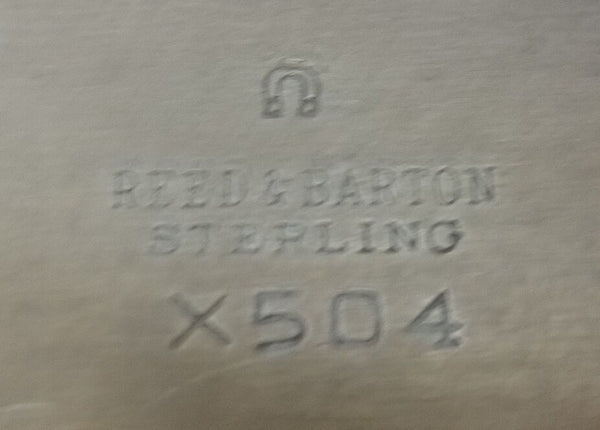 REED & BARTON
STERLING
X504